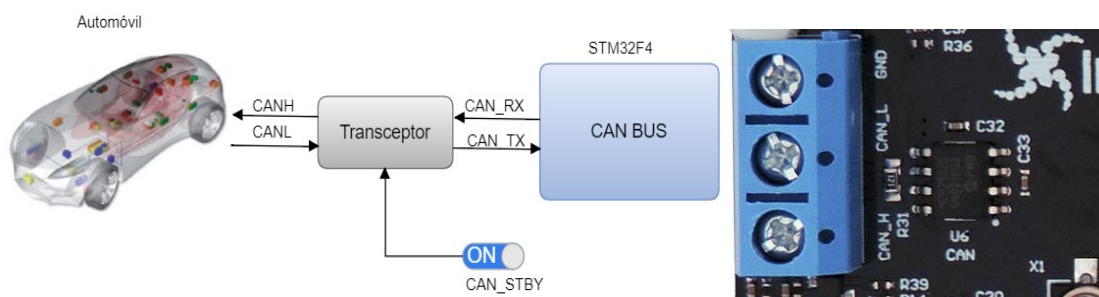 Automóvil
CANH
CANL
Transceptor
CAN_RX
CAN_TX
STM32F4
CAN BUS
ON
CAN_STBY
R36
GND
CAN_L
CAN_H
C32
C33
R31
U6
CAN
X1
R39